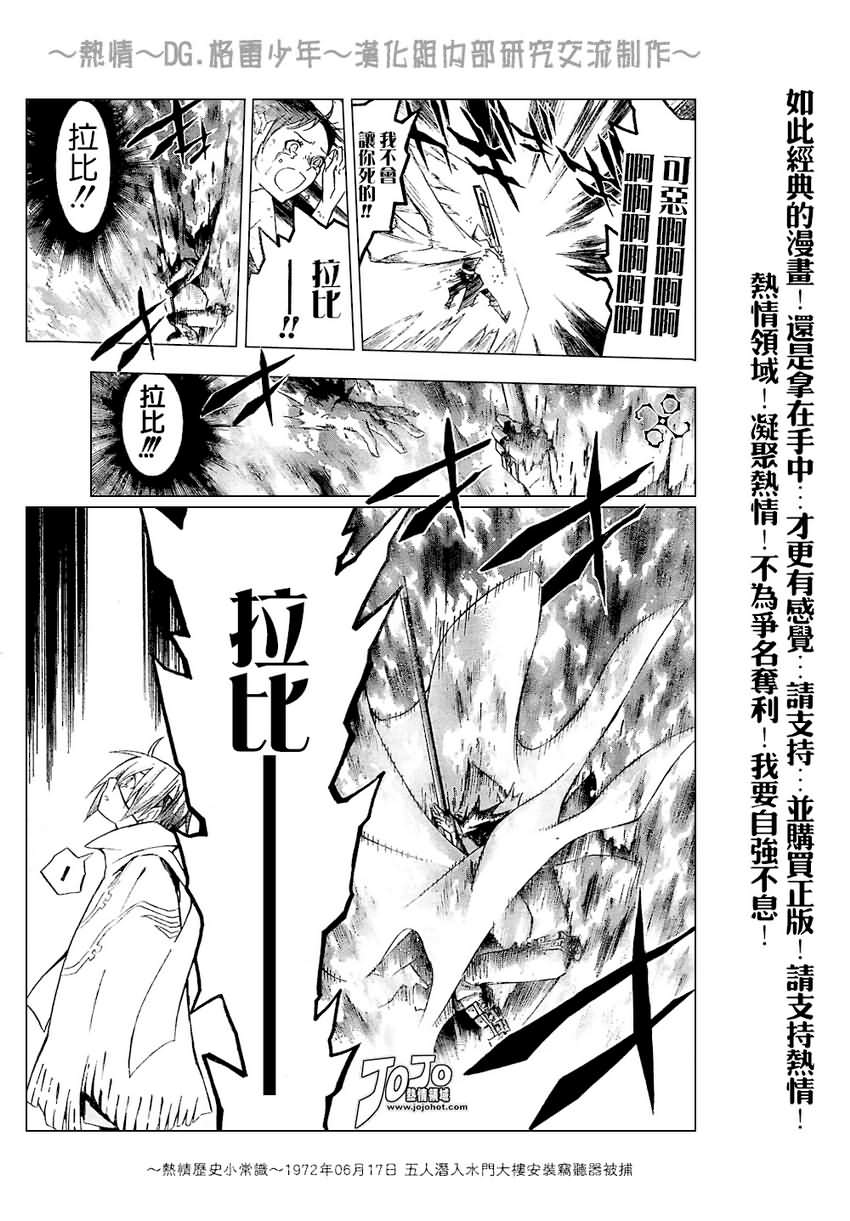 ～熱情～DG.格雷少年～漢化組內部研究交流制作～
如此經典的漫畫！還是拿在手中…才更有感覺…請支持…並購買正版！請支持熱情！
熱情領域！凝聚熱情！不為爭名奪利！我要自強不息！
可惡啊啊啊啊啊
啊啊啊啊啊啊
我不會
讓你死的!!
拉比
——!!
拉比!!
拉比!!!
拉比——
JoJo
熱情領域
www.jojohot.com
～熱情歷史小常識～1972年06月17日 五人潛入水門大樓安裝竊聽器被捕